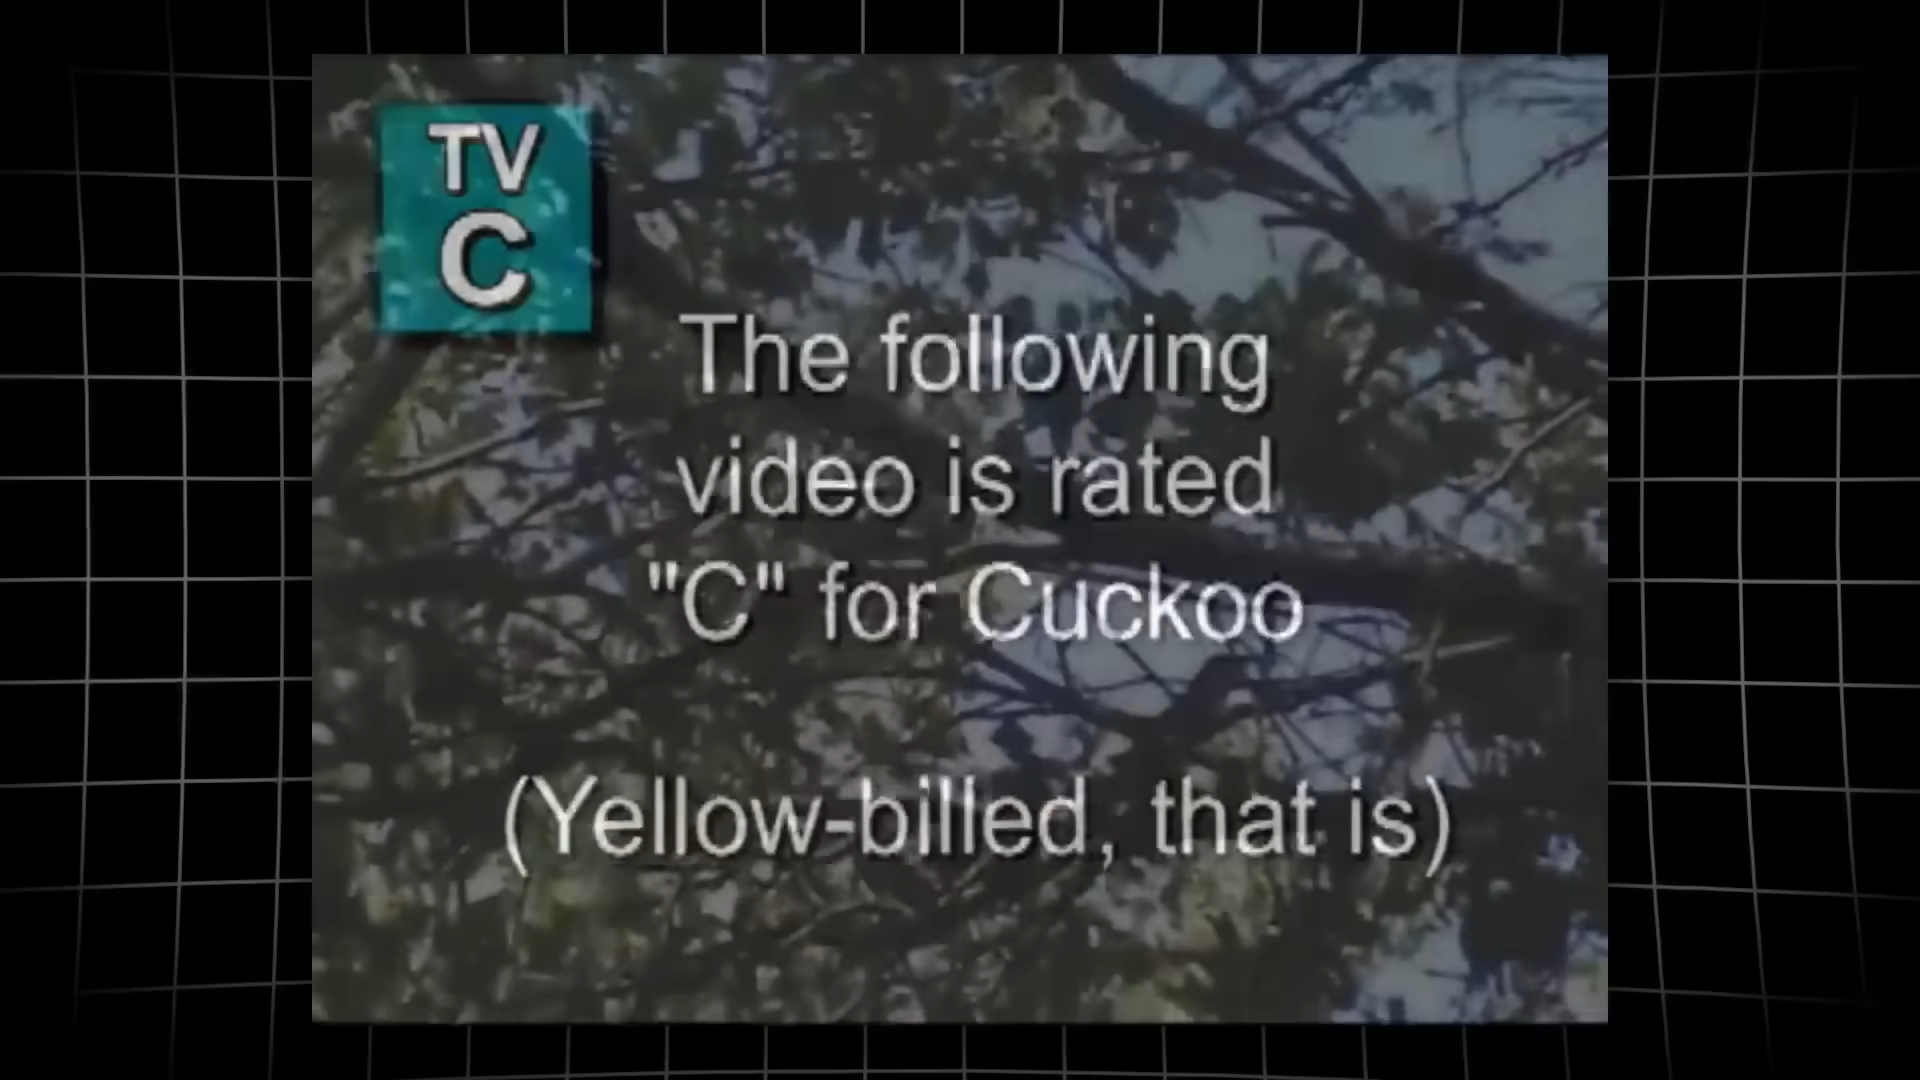 TV
C
The following
video is rated
"C" for Cuckoo
(Yellow-billed, that is)